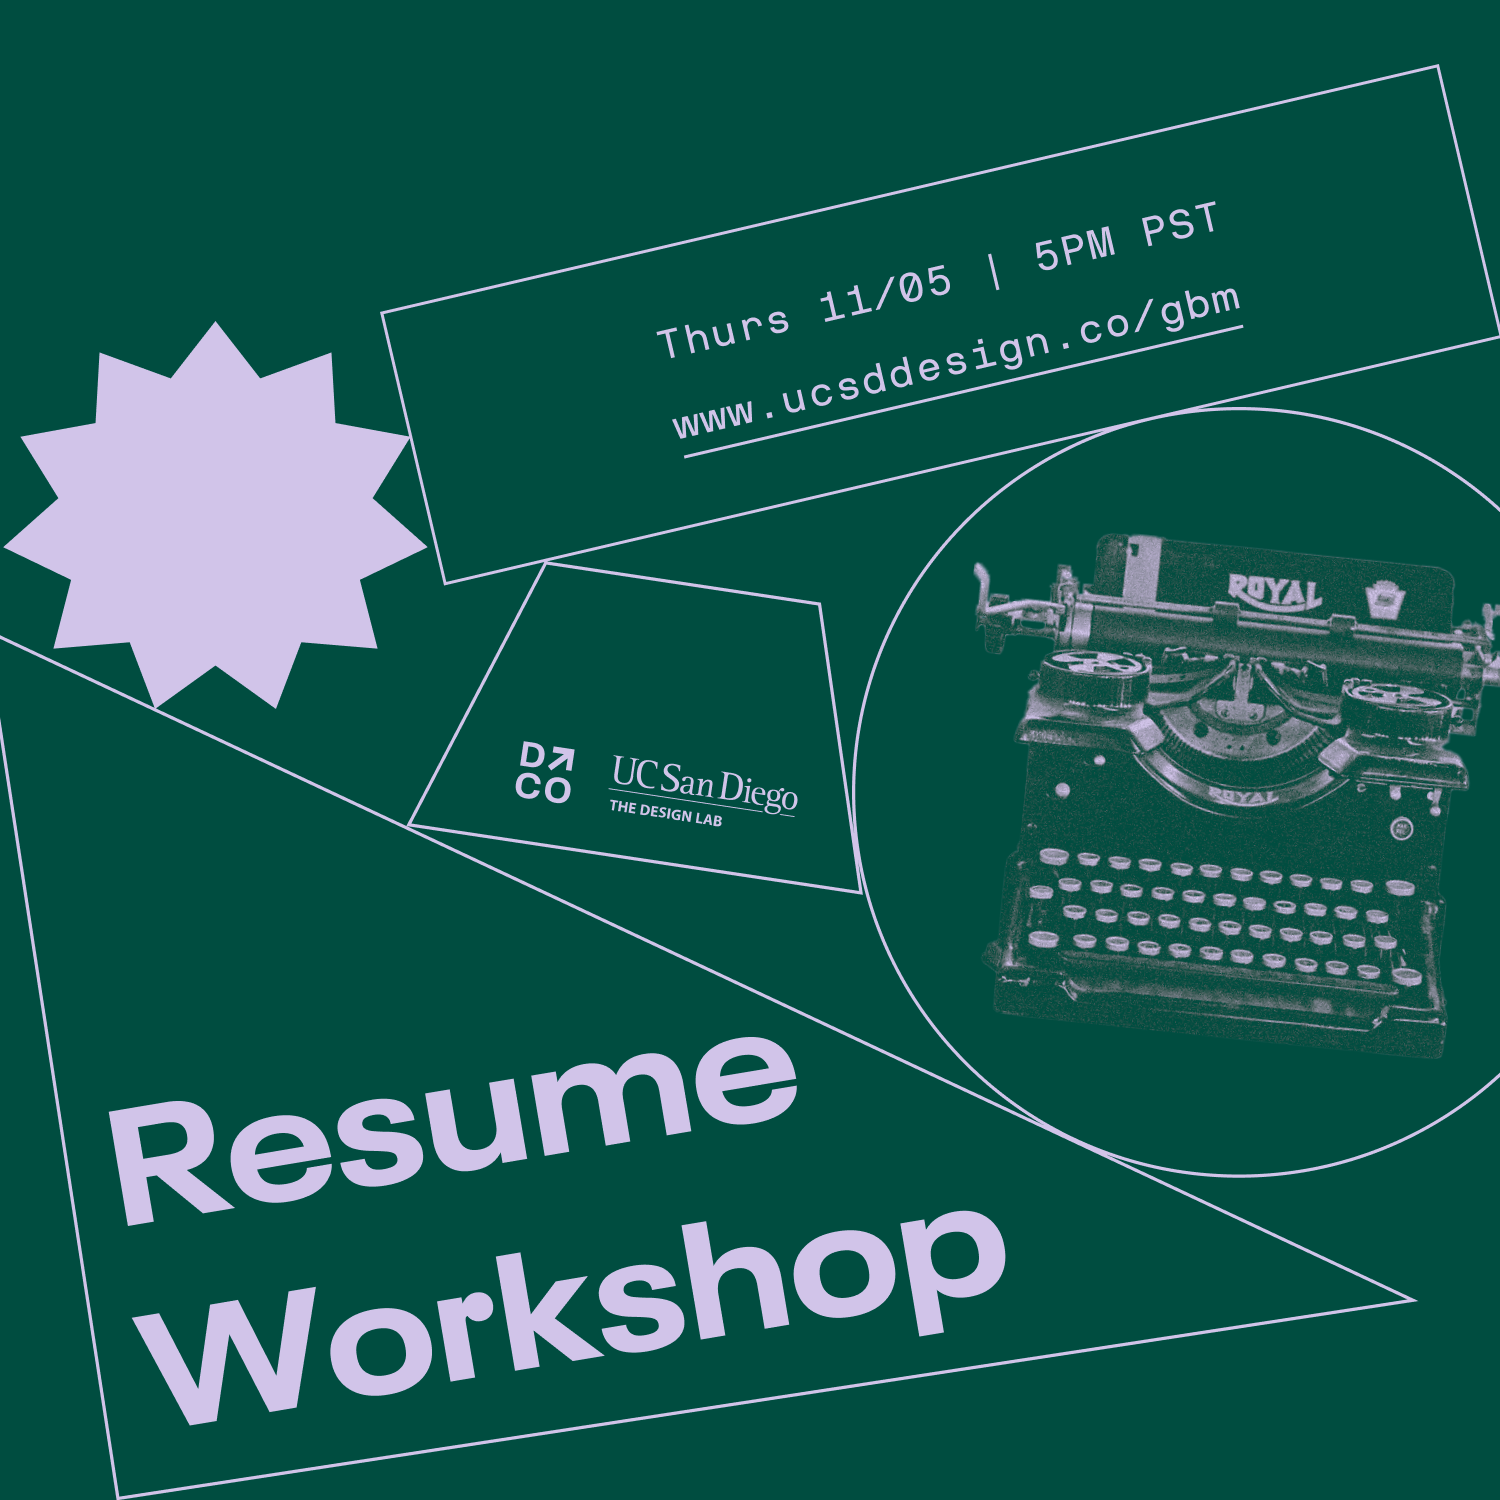 Thurs 11/05 | 5PM PST
www.ucsddesign.co/gbm
ROYAL
D↗
CO
UC San Diego
THE DESIGN LAB
ROYAL
Resume
Workshop